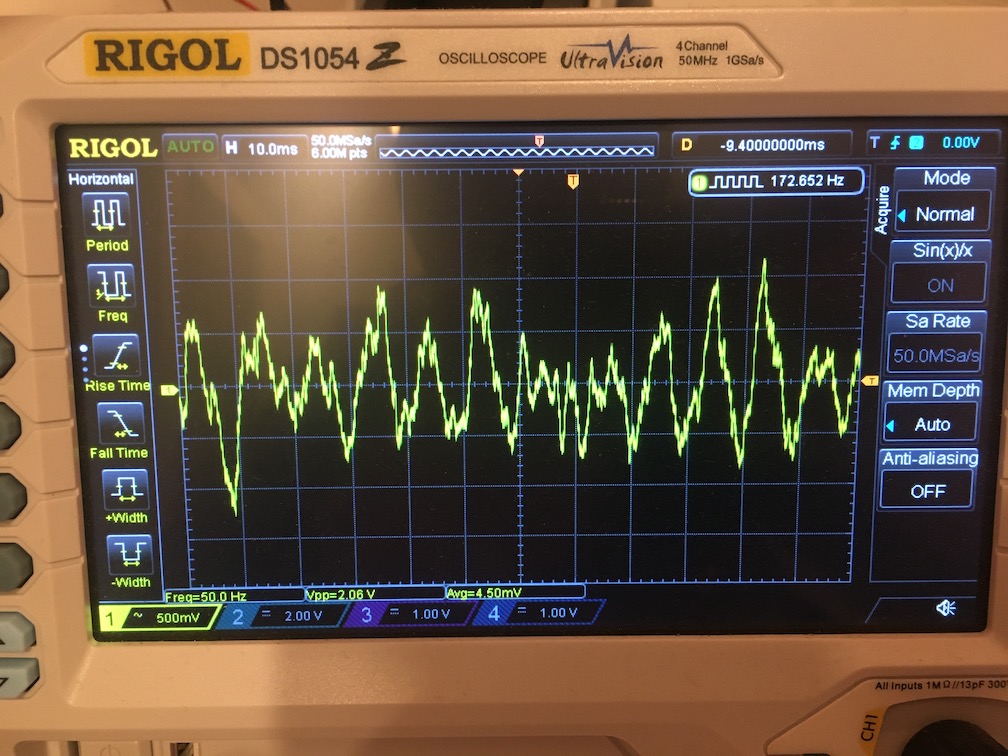 RIGOL DS1054 Z OSCILLOSCOPE UltraVision 4 Channel 50MHz 1GSa/s
RIGOL AUTO H 10.0ms 50.0MSa/s 6.00M pts T D -9.40000000ms T 2 0.00V
Horizontal
Period
Freq
Rise Time
Fall Time
+Width
-Width
T
1 172.652 Hz
1
T
Acquire
Mode
Normal
Sin(x)/x
ON
Sa Rate
50.0MSa/s
Mem Depth
Auto
Anti-aliasing
OFF
Freq=50.0 Hz Vpp=2.06 V Avg=4.50mV
1 ~ 500mV 2 = 2.00 V 3 = 1.00 V 4 = 1.00 V
All Inputs 1MΩ//13pF 300
CH1